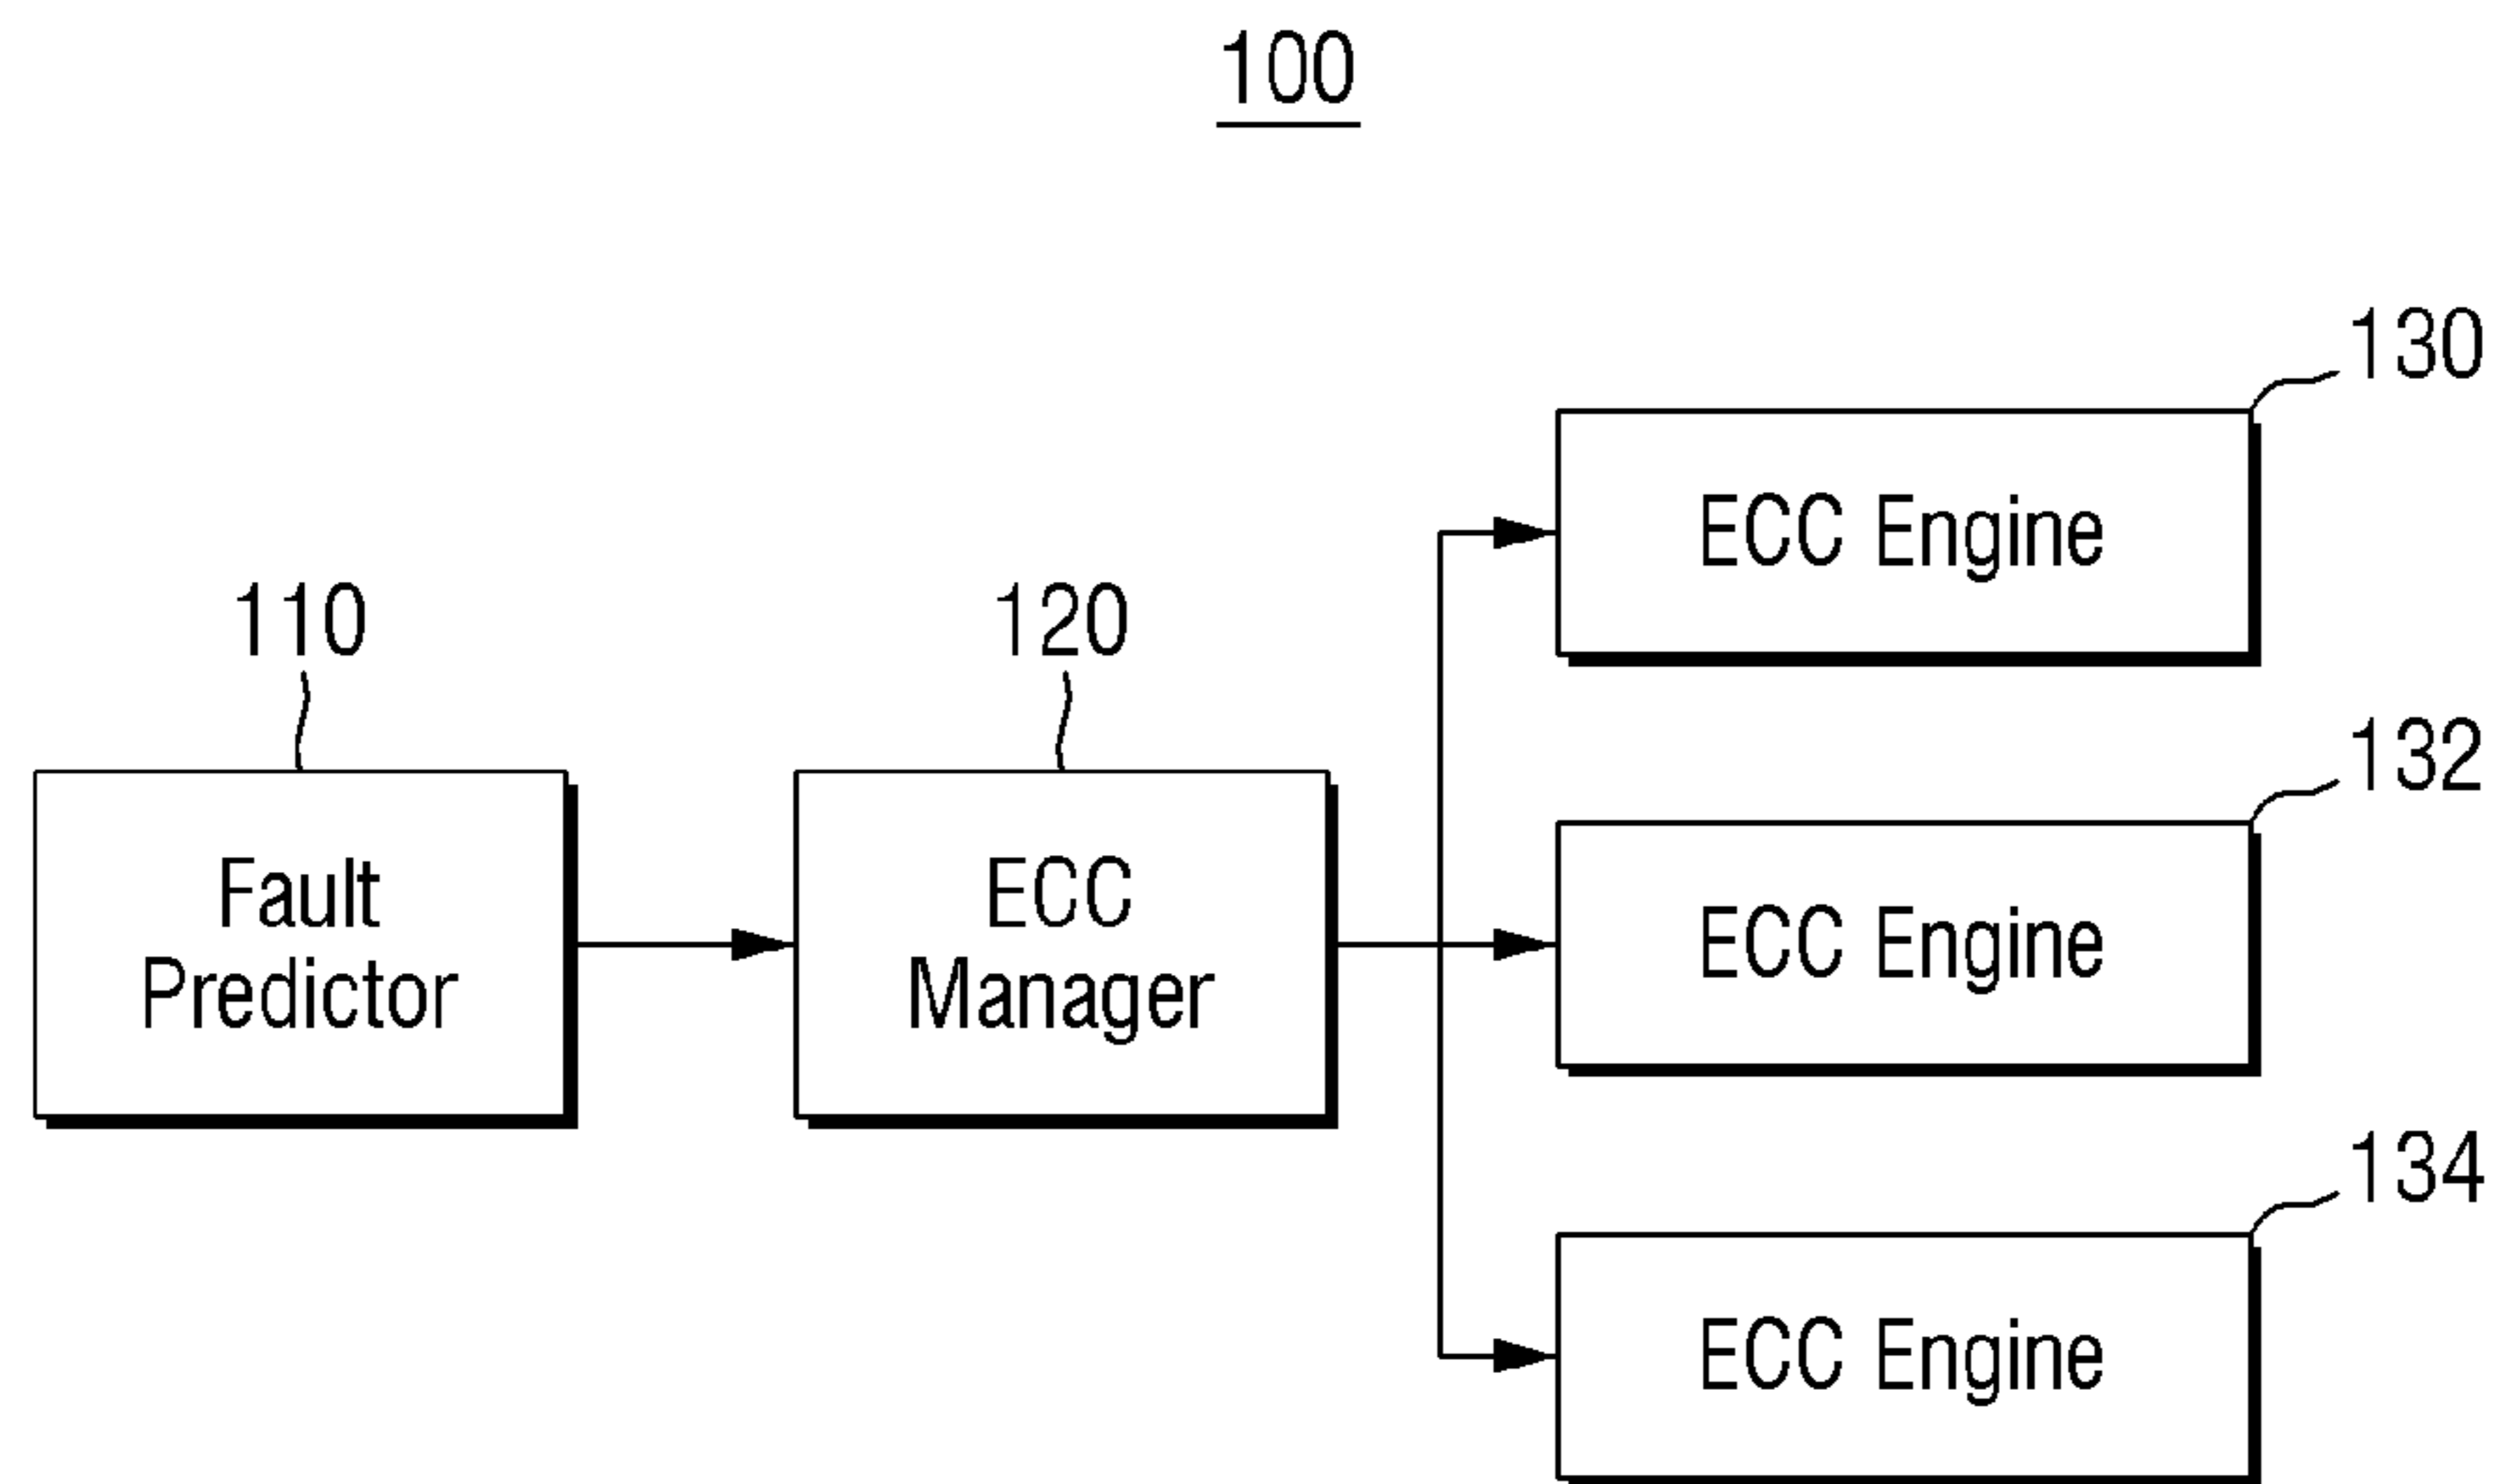 100
130
ECC Engine
110
120
132
Fault
Predictor
ECC
Manager
ECC Engine
134
ECC Engine